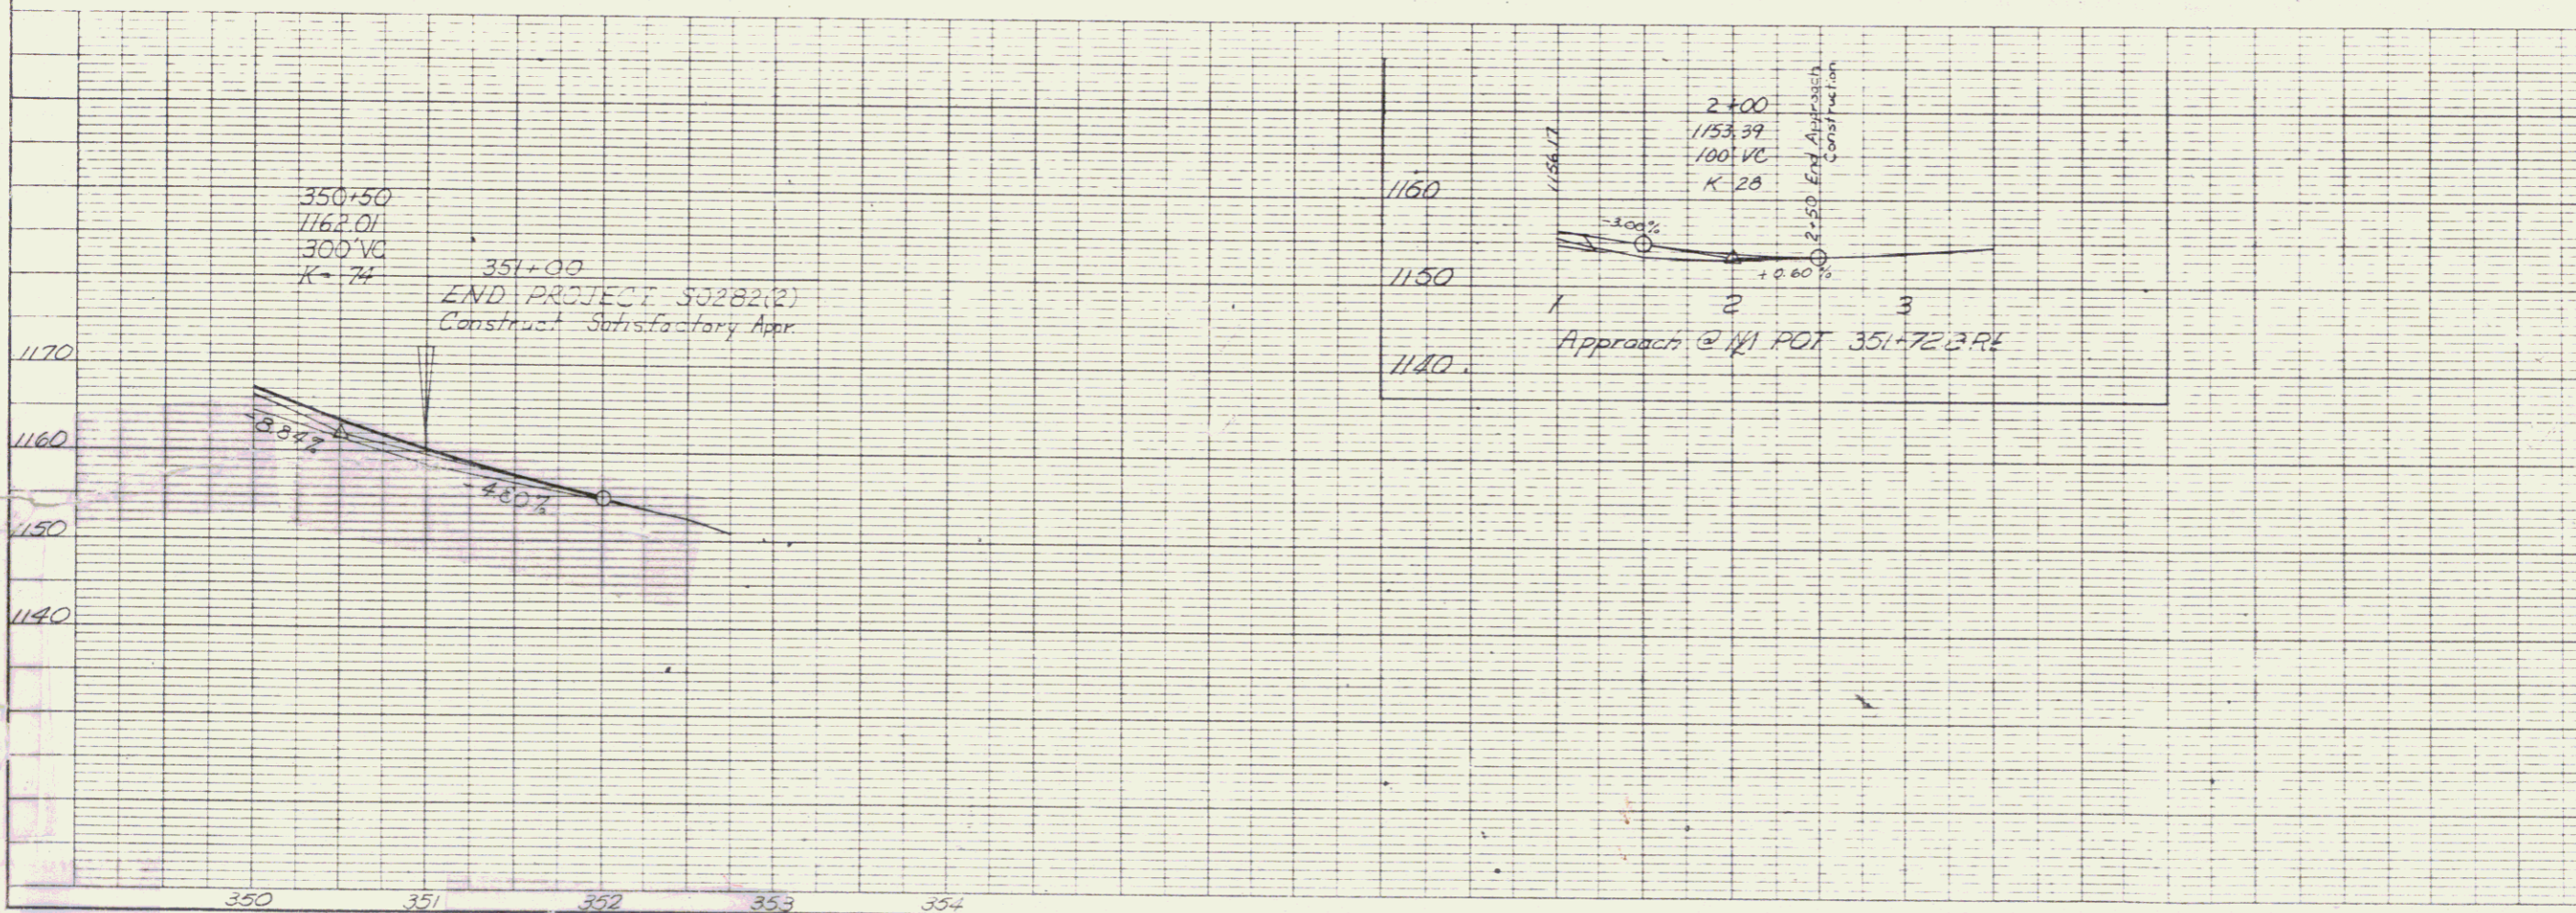 350+50
1162.01
300' VC
K= 74
351+00
END PROJECT S0282(2)
Construct Satisfactory Appr.
1170
1160
1150
1140
-8.84%
-4.80%
350
351
352
353
354
1156.17
2+00
1153.39
100' VC
K 28
2+50 End Approach
Construction
1160
1150
1140
-3.00%
+0.60%
1
2
3
Approach @ POT 351+72.3 Rt